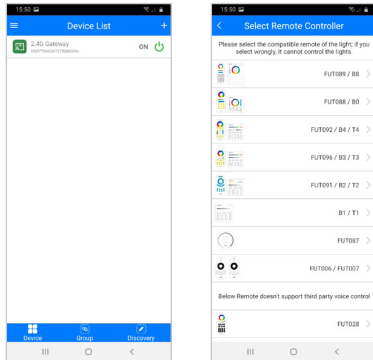 15:50
Device List
+
2.4G Gateway
ON
Device
Group
Discovery
15:50
Select Remote Controller
Please select the compatible remote of the light; if you
select wrongly, it cannot control the lights.
FUT089 / B8
FUT088 / B0
FUT092 / B4 / T4
FUT096 / B3 / T3
FUT091 / B2 / T2
B1 / T1
FUT087
FUT006 / FUT007
Below Remote doesn't support third party voice control
FUT028